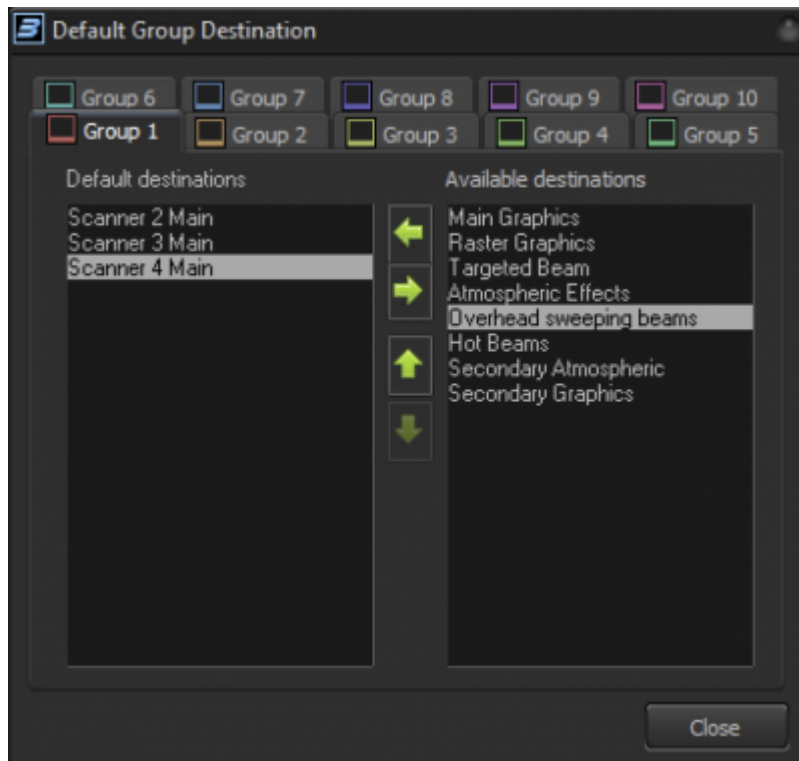 Default Group Destination
Group 6
Group 7
Group 8
Group 9
Group 10
Group 1
Group 2
Group 3
Group 4
Group 5
Default destinations
Scanner 2 Main
Scanner 3 Main
Scanner 4 Main
Available destinations
Main Graphics
Raster Graphics
Targeted Beam
Atmospheric Effects
Overhead sweeping beams
Hot Beams
Secondary Atmospheric
Secondary Graphics
Close